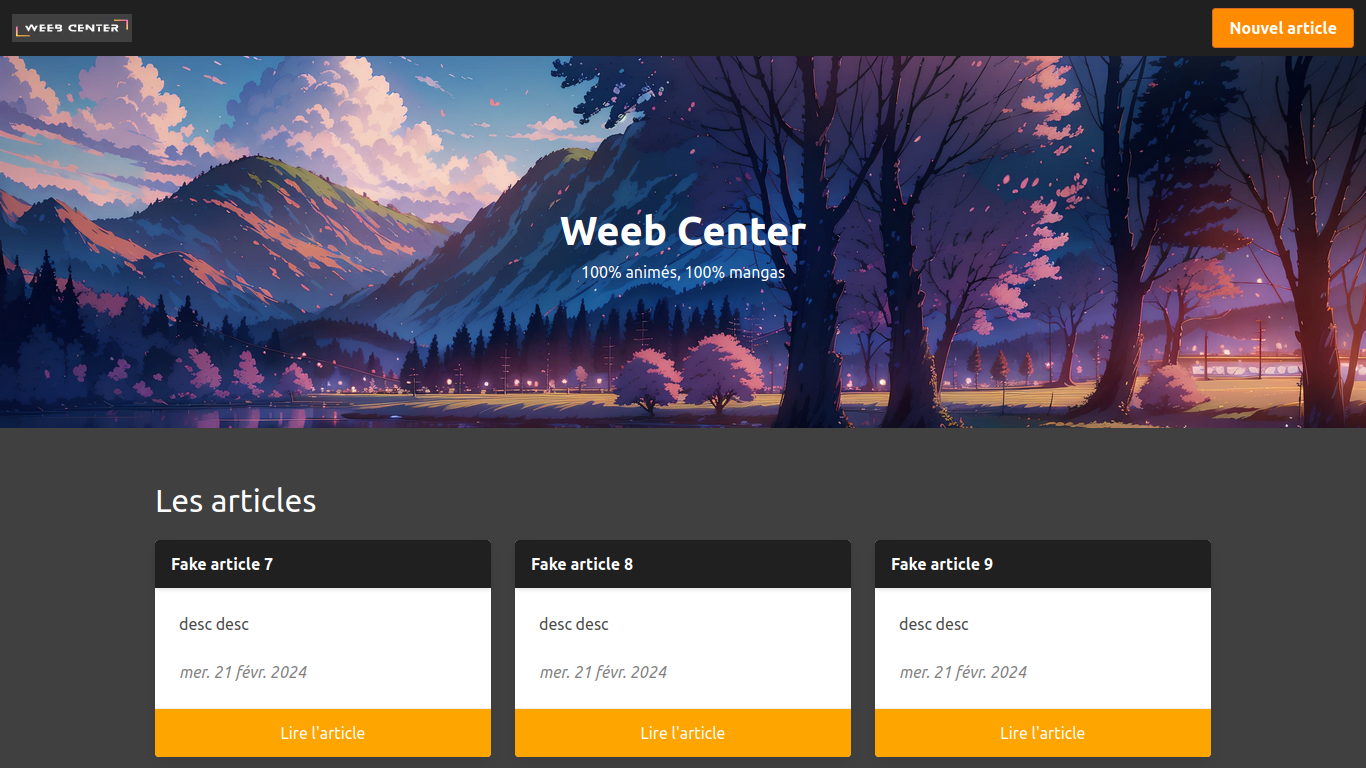 WEEB CENTER
Nouvel article
Weeb Center
100% animés, 100% mangas
Les articles
Fake article 7
Fake article 8
Fake article 9
desc desc
desc desc
desc desc
mer. 21 févr. 2024
mer. 21 févr. 2024
mer. 21 févr. 2024
Lire l'article
Lire l'article
Lire l'article